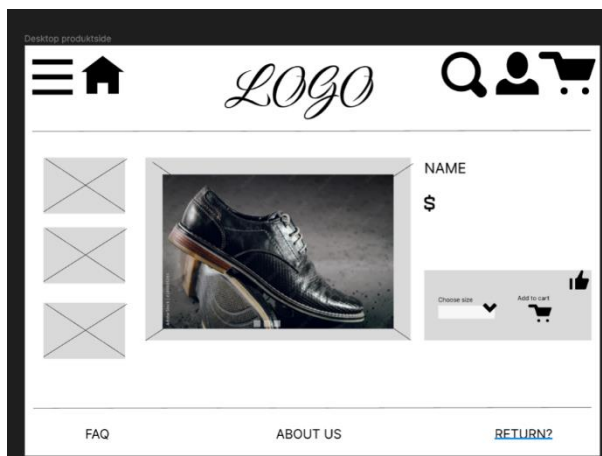 Desktop produktside
LOGO
NAME
$
Choose size
Add to cart
FAQ
ABOUT US
RETURN?